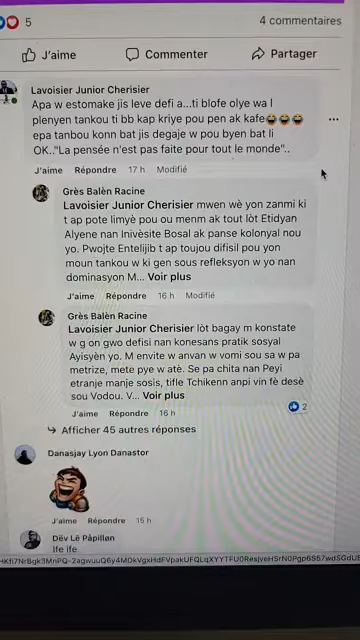 5
4 commentaires
J'aime
Commenter
Partager
Lavoisier Junior Cherisier
Apa w estomake jis leve defi a...ti blofe olye wa l
plenyen tankou ti bb kap kriye pou pen ak kafe😂😂😂
epa tanbou konn bat jis degaje w pou byen bat li
OK.."La pensée n'est pas faite pour tout le monde"..
J'aime Répondre 17 h Modifié
Grès Balèn Racine
Lavoisier Junior Cherisier mwen wè yon zanmi ki
t ap pote limyè pou ou menm ak tout lòt Etidyan
Alyene nan Inivèsite Bosal ak panse kolonyal nou
yo. Pwojte Entelijib t ap toujou difisil pou yon
moun tankou w ki gen sous refleksyon w yo nan
dominasyon M... Voir plus
J'aime Répondre 16 h Modifié
Grès Balèn Racine
Lavoisier Junior Cherisier lòt bagay m konstate
w g on gwo defisi nan konesans pratik sosyal
Ayisyèn yo. M envite w anvan w vomi sou sa w pa
metrize, mete pye w atè. Se pa chita nan Peyi
etranje manje sosis, tifle Tchikenn anpi vin fè desè
sou Vodou. V... Voir plus
J'aime Répondre 16 h
2
Afficher 45 autres réponses
Danasjay Lyon Danastor
J'aime Répondre 15 h
Dëv Lë Pàpilløn
Ife ife